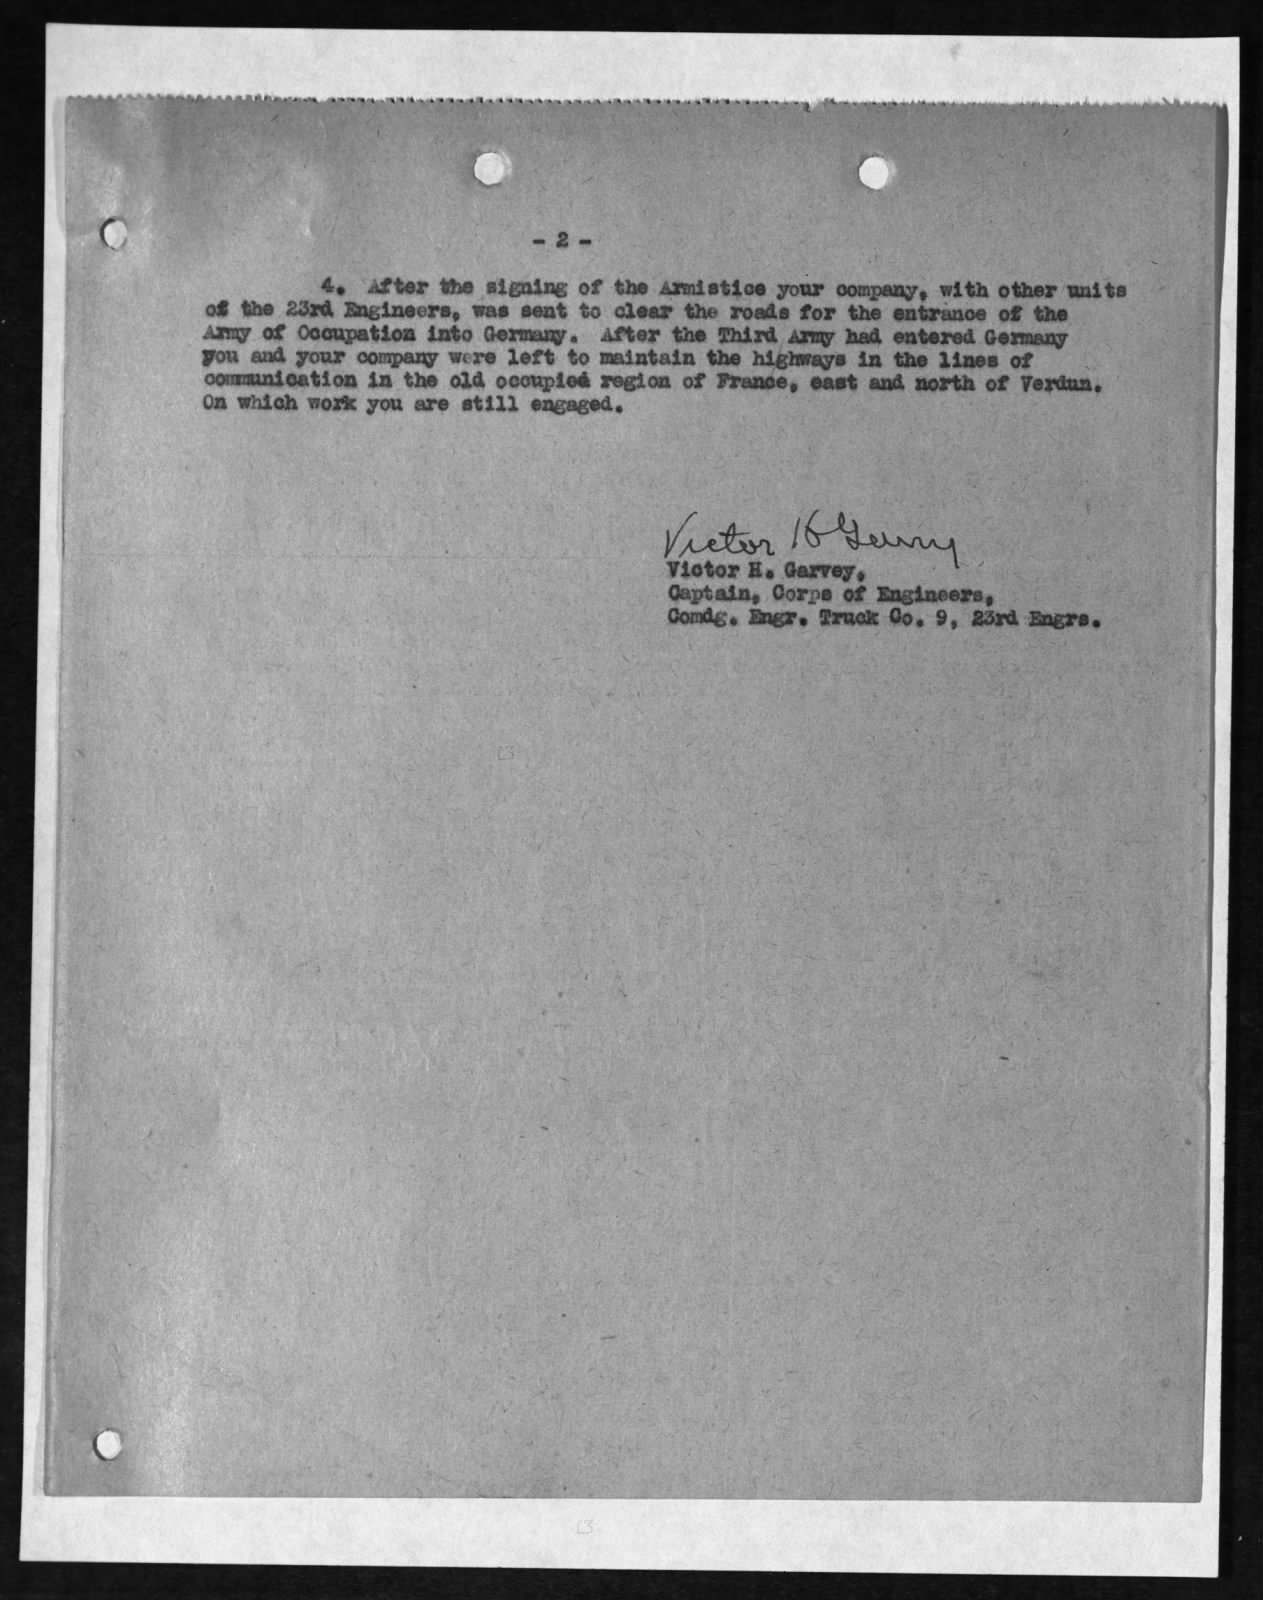 - 2 -
4. After the signing of the Armistice your company, with other units
of the 23rd Engineers, was sent to clear the roads for the entrance of the
Army of Occupation into Germany. After the Third Army had entered Germany
you and your company were left to maintain the highways in the lines of
communication in the old occupied region of France, east and north of Verdun.
On which work you are still engaged.
Victor H Garvey
Victor H. Garvey,
Captain, Corps of Engineers,
Comdg. Engr. Truck Co. 9, 23rd Engrs.